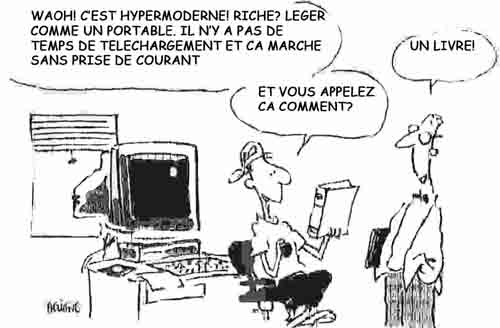 WAOH! C'EST HYPERMODERNE! RICHE? LEGER
COMME UN PORTABLE. IL N'Y A PAS DE
TEMPS DE TELECHARGEMENT ET CA MARCHE
SANS PRISE DE COURANT
UN LIVRE!
ET VOUS APPELEZ
CA COMMENT?